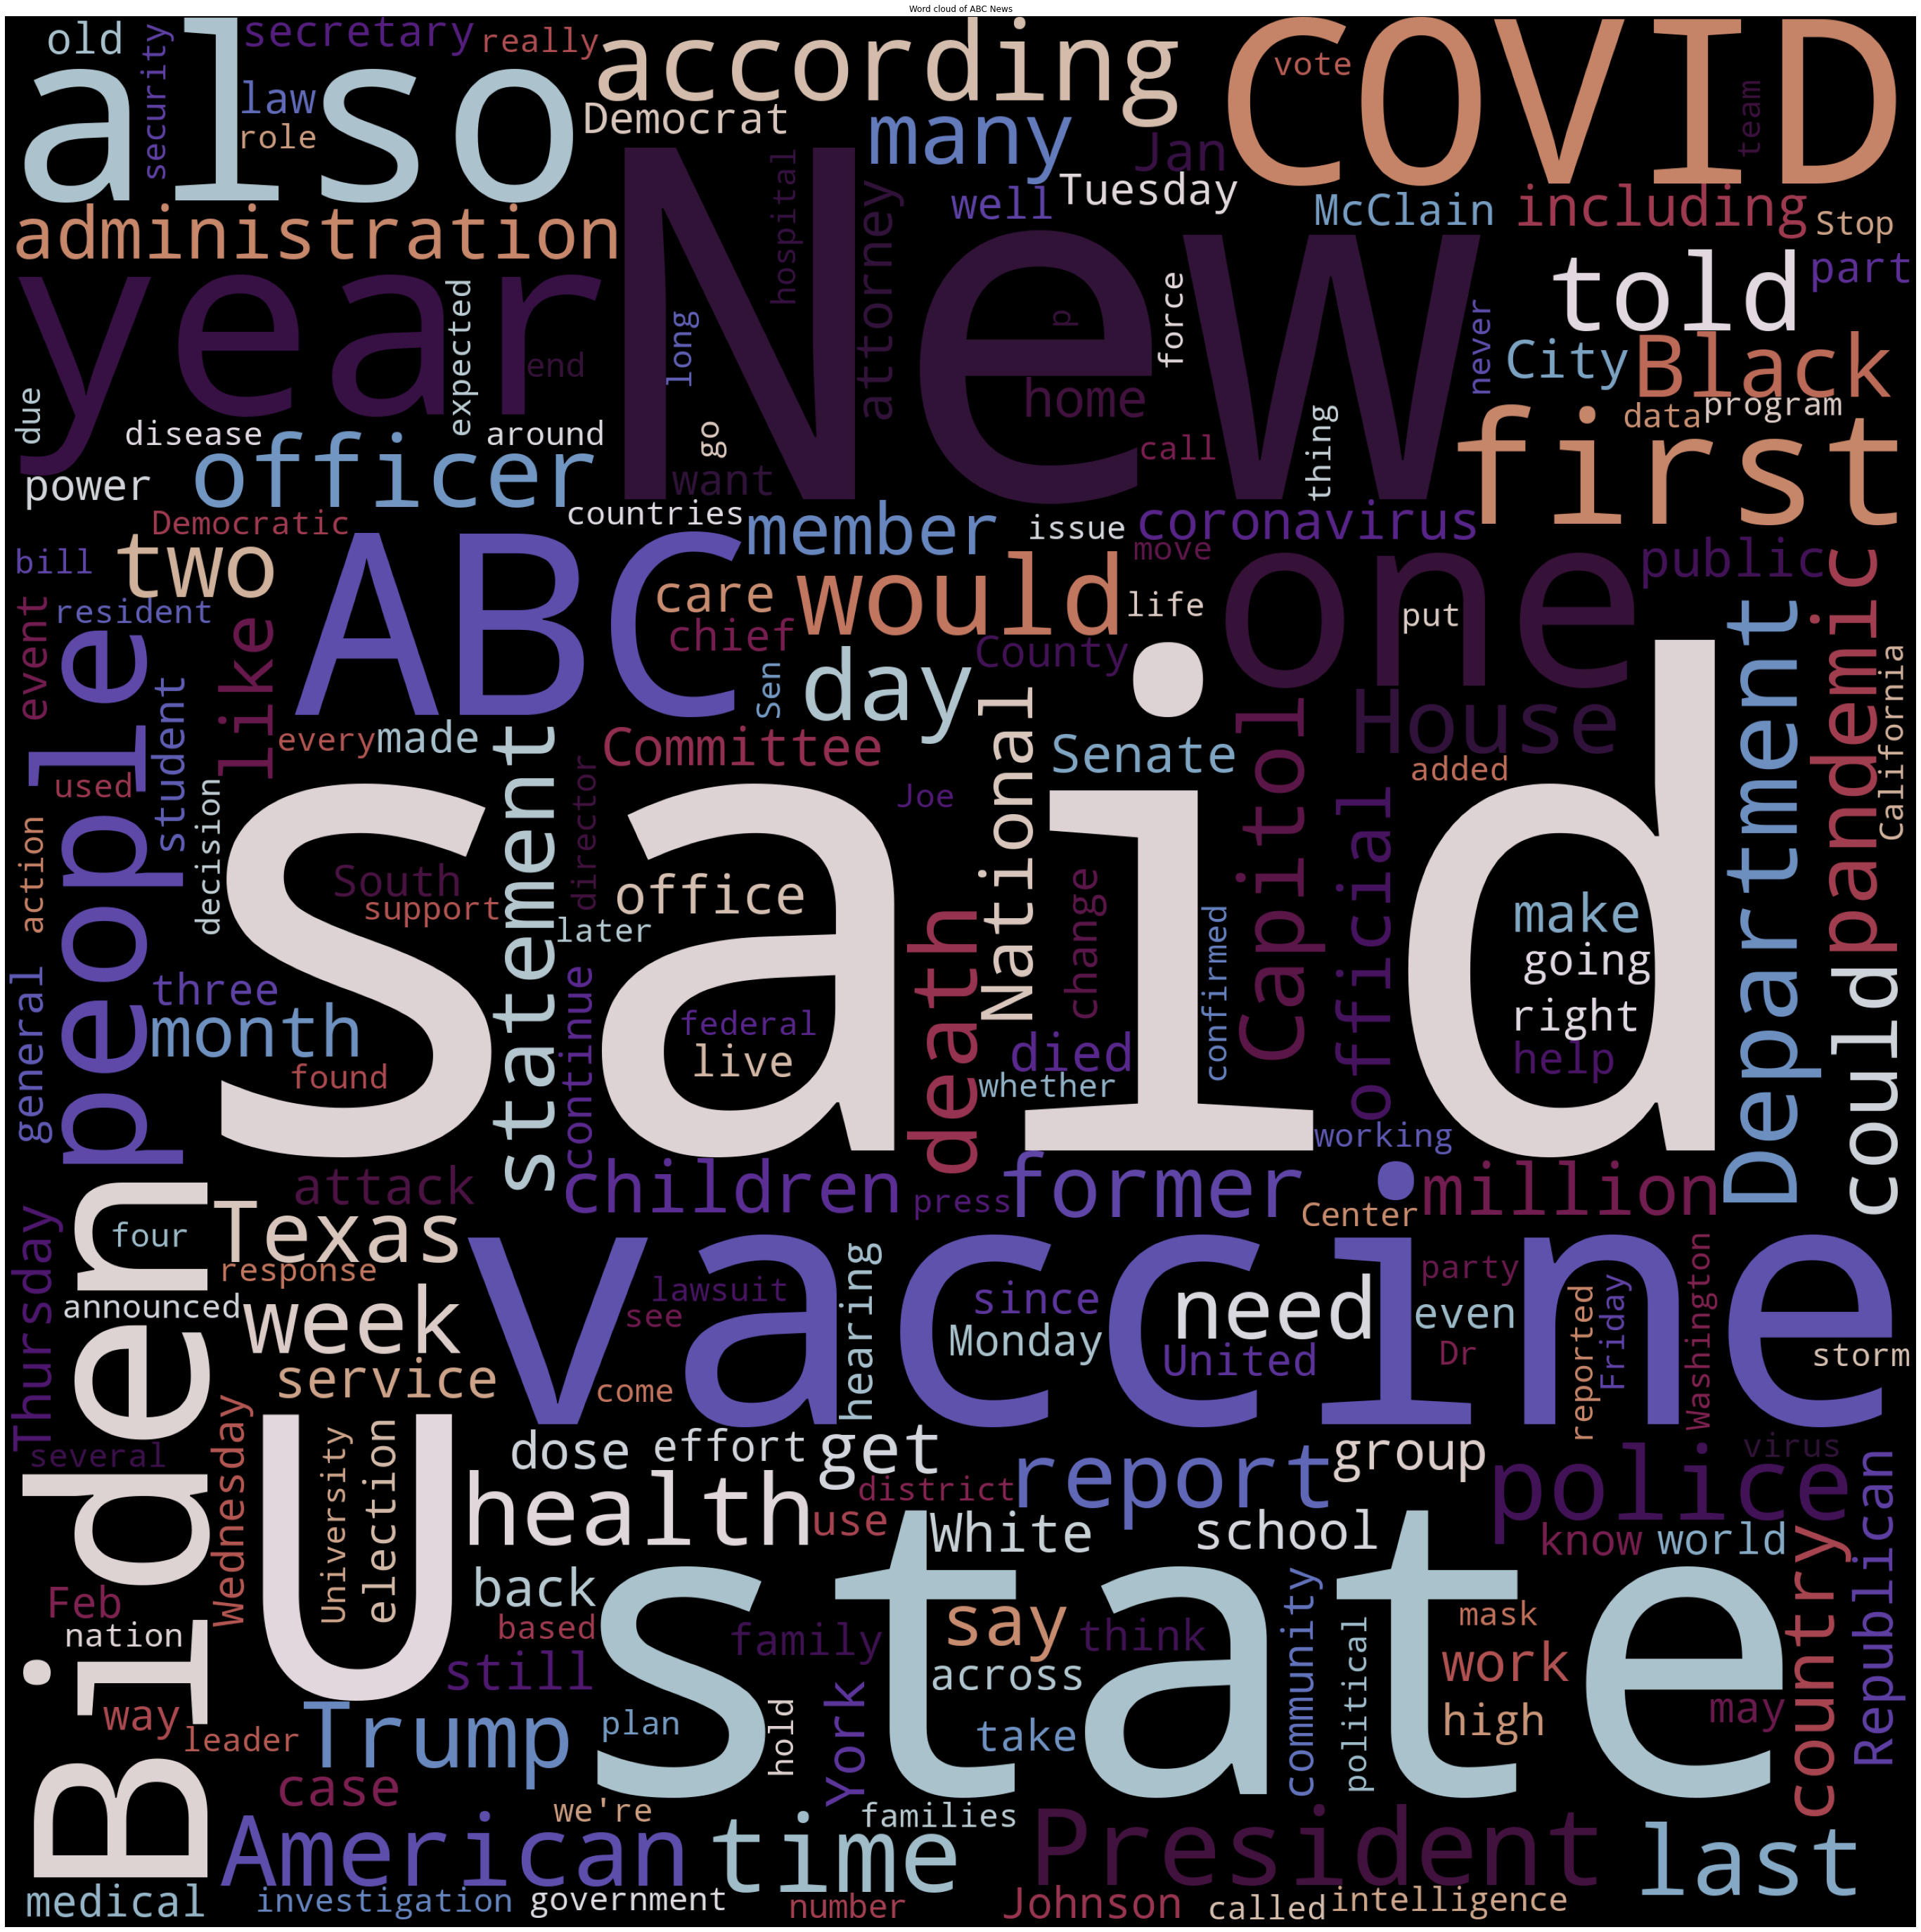 Word cloud of ABC News
old
secretary
really
according
COVID
vote
also
security
law
role
Democrat
many
Jan
team
administration
New
hospital
attorney
well
Tuesday
McClain
including
Stop
year
expected
end
long
p
home
force
told
part
never
City
Black
due
disease
around
go
want
call
thing
first
data
program
power
officer
Democratic
countries
member
issue
coronavirus
bill
two
ABC
care
would
move
one
public
resident
chief
life
put
event
people
like
student
Sen
day
County
Department
pandemic
California
every
made
statement
Committee
National
Senate
Capitol
House
used
director
Joe
added
official
action
decision
said
South
support
office
later
death
change
confirmed
make
going
right
help
could
general
three
month
found
continue
federal
live
died
whether
working
attack
children
press
former
Center
million
Thursday
four
Texas
response
vaccine
lawsuit
see
hearing
since
Monday
need
United
party
even
Dr
reported
Friday
Washington
storm
announced
week
service
come
Biden
several
Wednesday
University
election
U
dose
effort
get
group
police
virus
health
use
district
report
White
school
know
world
Republican
Feb
nation
back
based
state
family
say
think
across
community
political
mask
work
high
may
country
still
way
leader
Trump
plan
hold
York
take
case
we're
families
American
time
President
last
medical
investigation
government
number
Johnson
called
intelligence